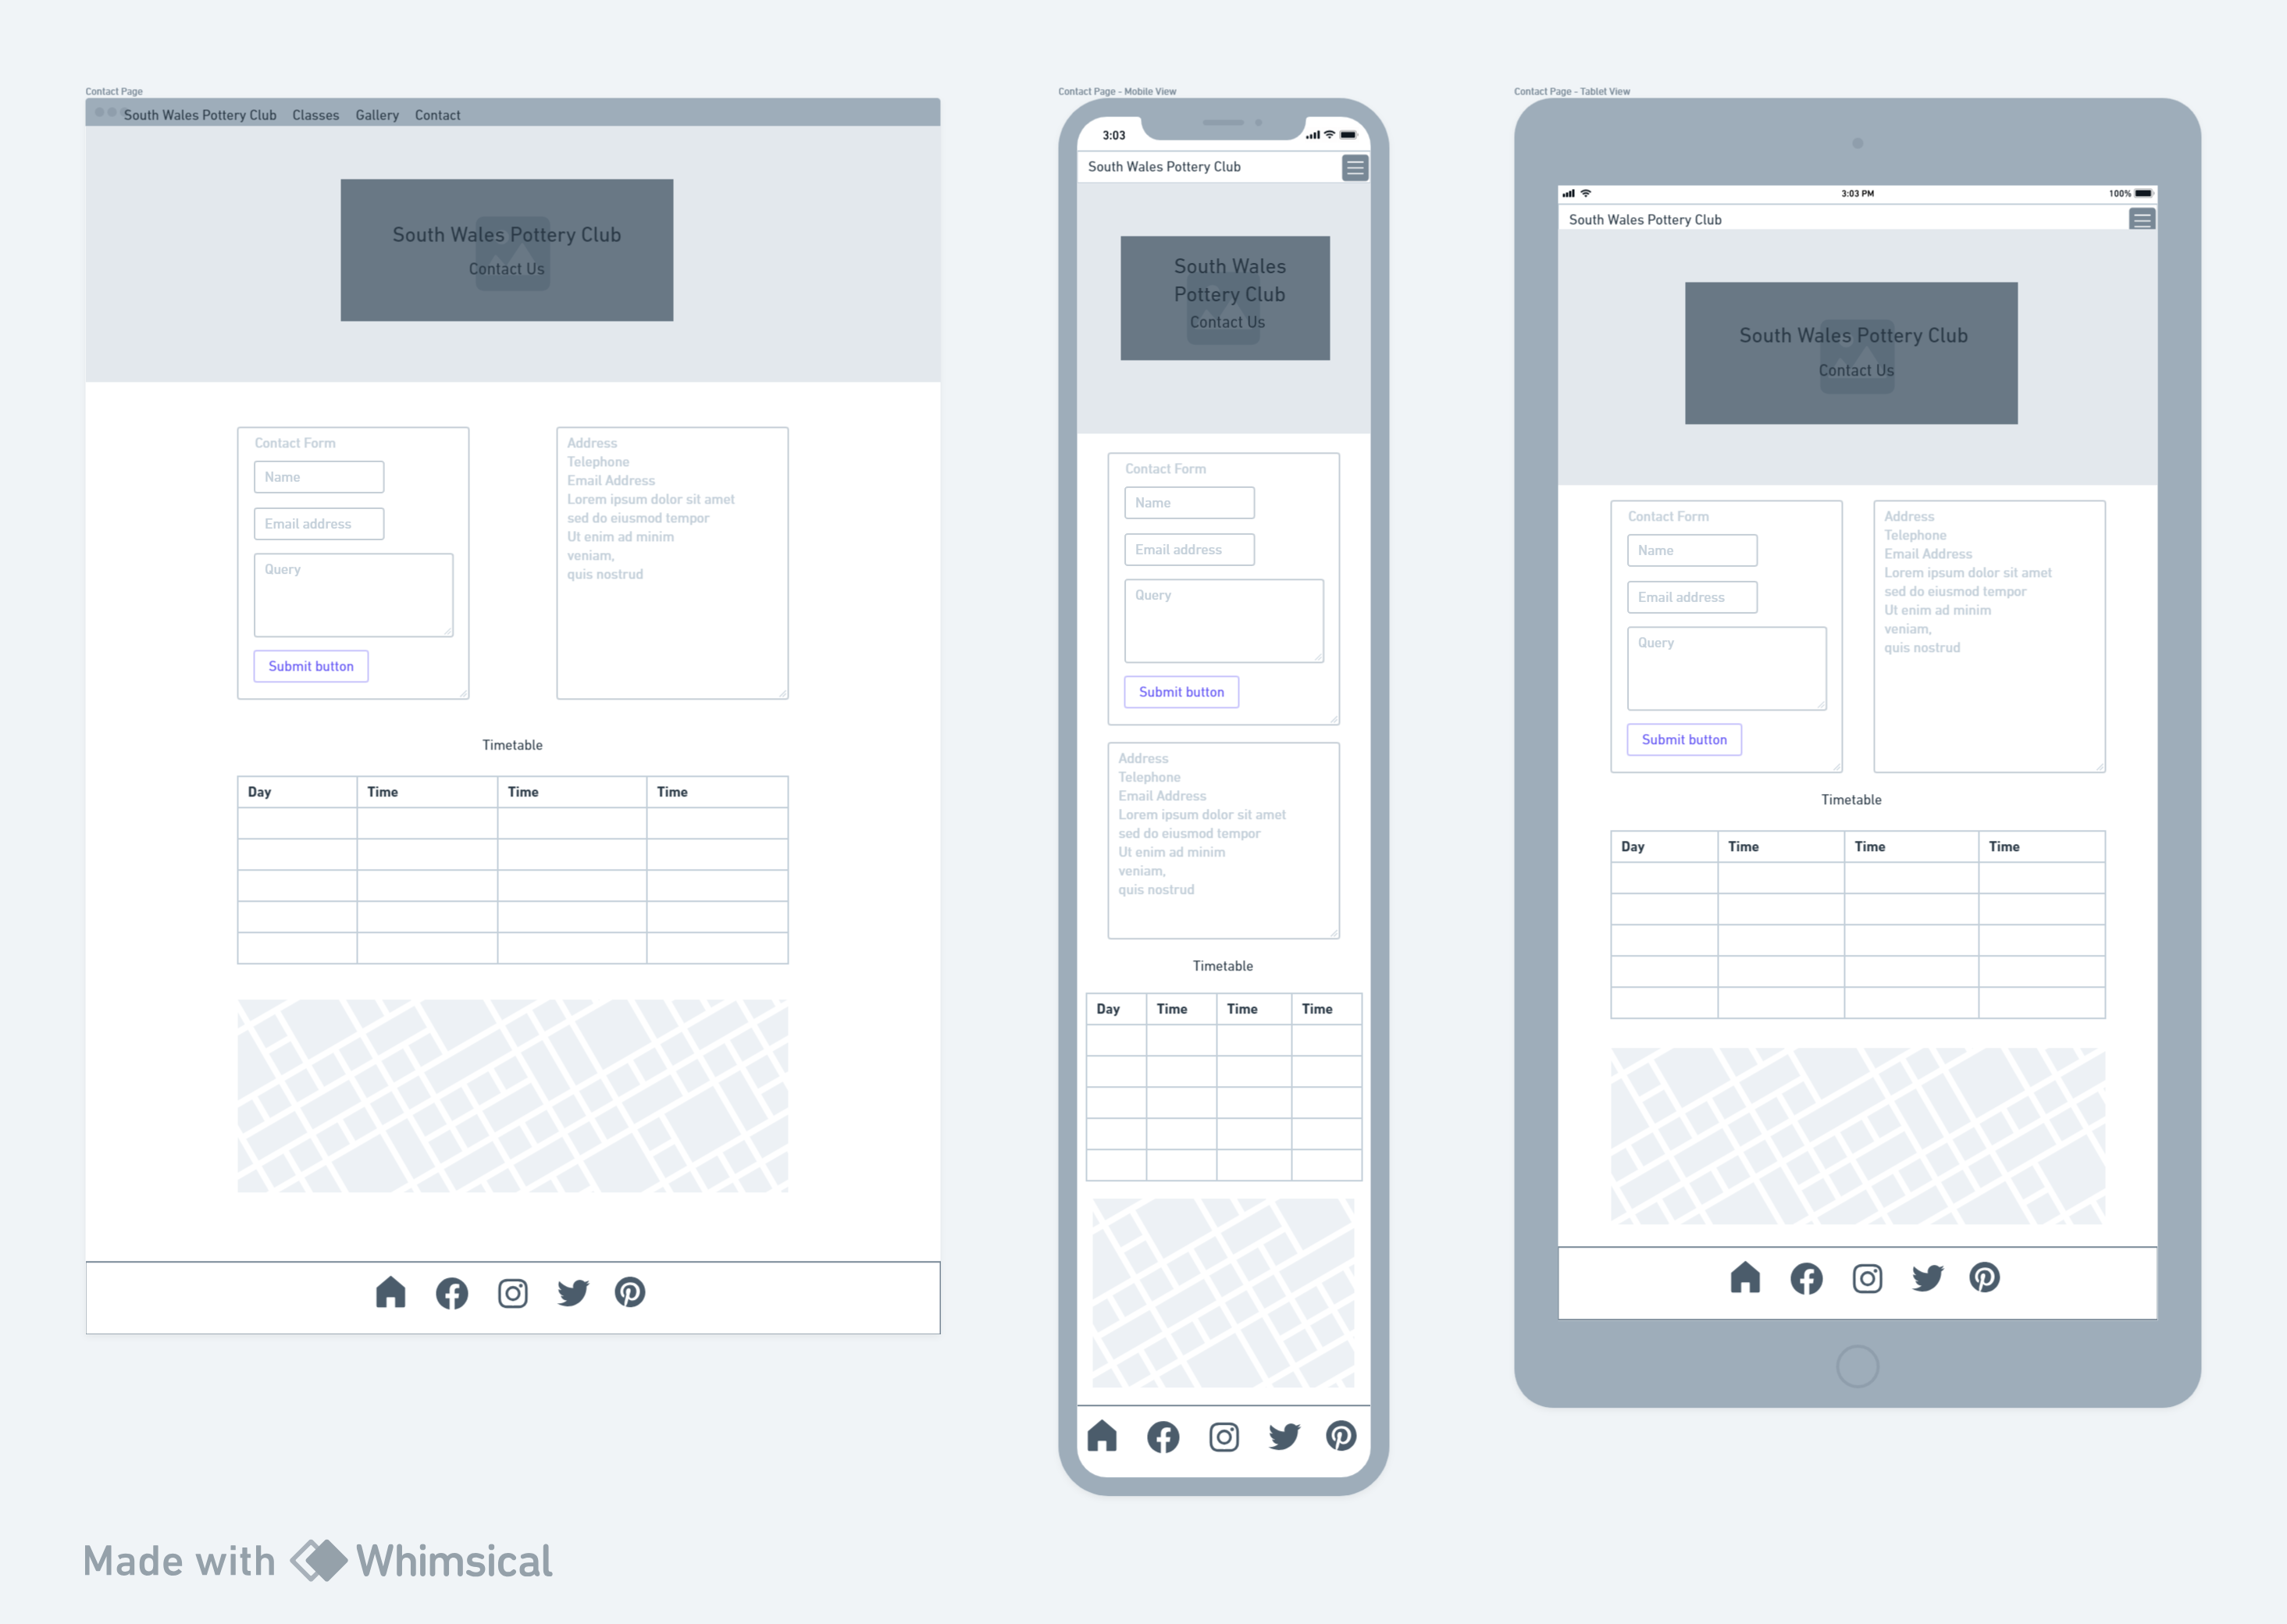 Contact Page
South Wales Pottery Club Classes Gallery Contact
South Wales Pottery Club
Contact Us
Contact Form
Name
Email address
Query
Submit button
Address
Telephone
Email Address
Lorem ipsum dolor sit amet
sed do eiusmod tempor
Ut enim ad minim
veniam,
quis nostrud
Timetable
Day Time Time Time
Contact Page - Mobile View
3:03
South Wales Pottery Club
South Wales
Pottery Club
Contact Us
Contact Form
Name
Email address
Query
Submit button
Address
Telephone
Email Address
Lorem ipsum dolor sit amet
sed do eiusmod tempor
Ut enim ad minim
veniam,
quis nostrud
Timetable
Day Time Time Time
Contact Page - Tablet View
3:03 PM 100%
South Wales Pottery Club
South Wales Pottery Club
Contact Us
Contact Form
Name
Email address
Query
Submit button
Address
Telephone
Email Address
Lorem ipsum dolor sit amet
sed do eiusmod tempor
Ut enim ad minim
veniam,
quis nostrud
Timetable
Day Time Time Time
Made with Whimsical